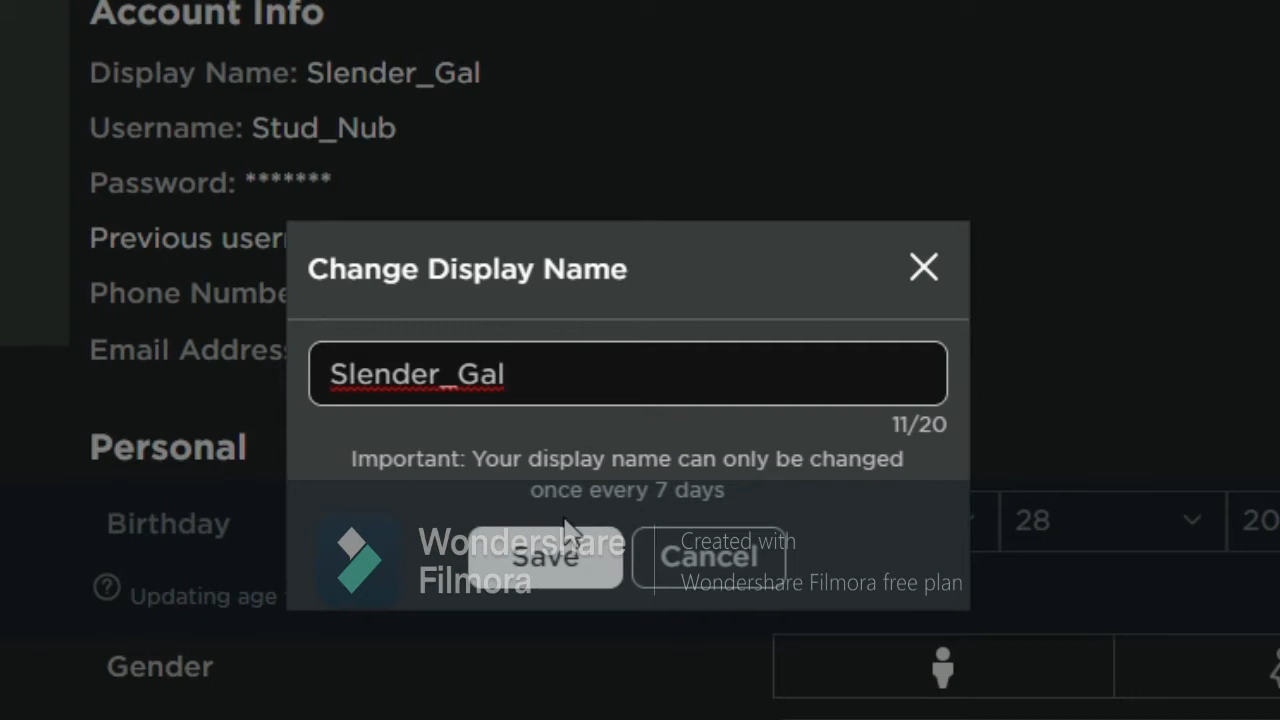 Account Info
Display Name: Slender_Gal
Username: Stud_Nub
Password: *******
Previous user
Phone Numbe
Email Address
Change Display Name
Slender_Gal
11/20
Important: Your display name can only be changed
once every 7 days
Save
Cancel
Personal
Birthday
28
20
Updating age
Gender
Wondershare
Filmora
Created with
Wondershare Filmora free plan